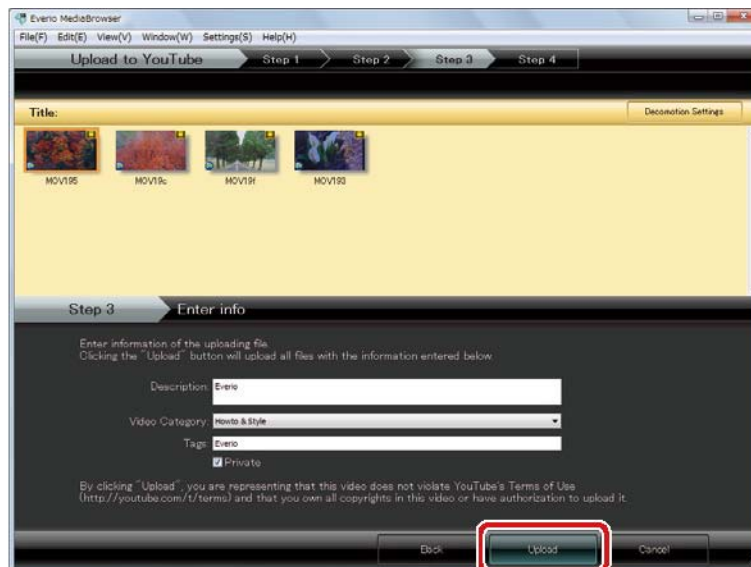 Everio MediaBrowser
File(F) Edit(E) View(V) Window(W) Settings(S) Help(H)
Upload to YouTube Step 1 Step 2 Step 3 Step 4
Title: Decomotion Settings
MOV195 MOV19c MOV19f MOV193
Step 3 Enter info
Enter information of the uploading file.
Clicking the "Upload" button will upload all files with the information entered below.
Description: Everio
Video Category: Howto & Style
Tags: Everio
Private
By clicking "Upload", you are representing that this video does not violate YouTube's Terms of Use
(http://youtube.com/t/terms) and that you own all copyrights in this video or have authorization to upload it.
Back Upload Cancel